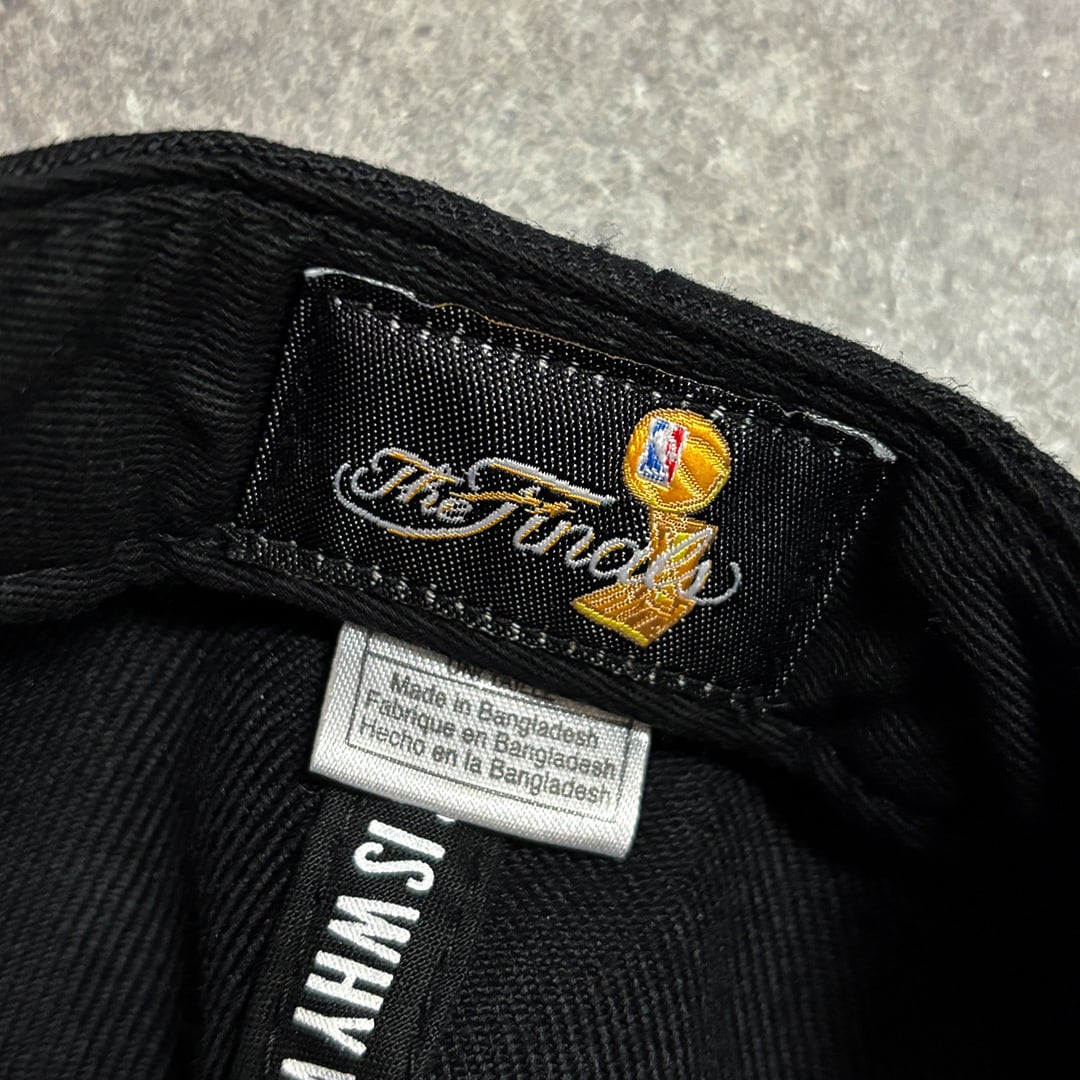 The Finals
Made in Bangladesh
Fabrique en Bangladesh
Hecho en la Bangladesh
IS WHY